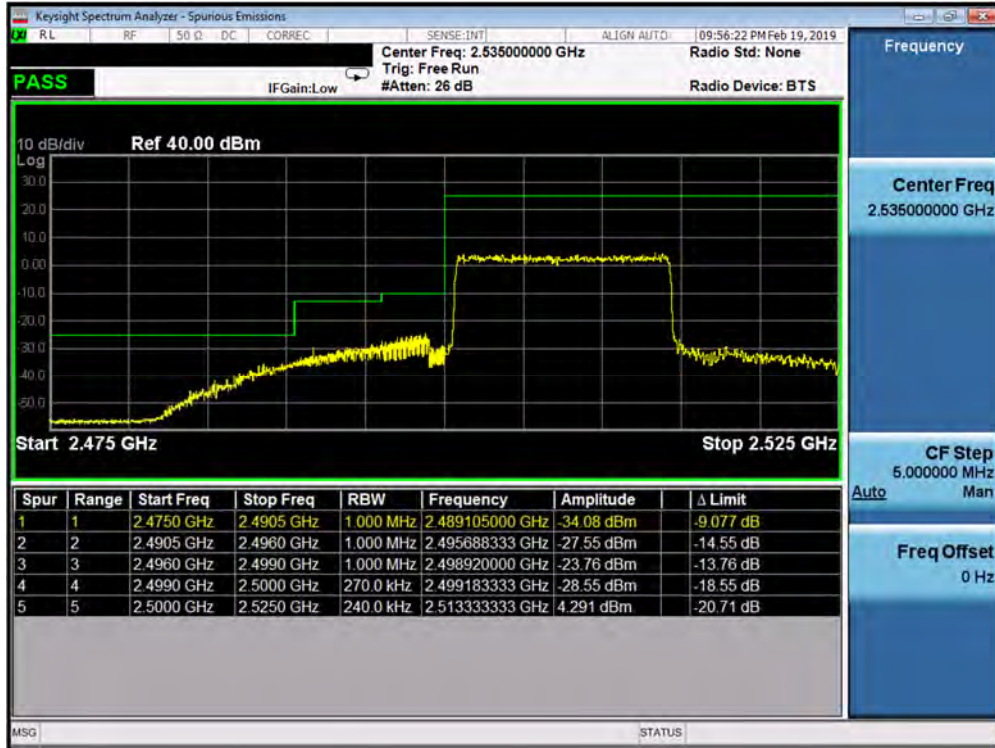 Keysight Spectrum Analyzer - Spurious Emissions
LXI RL RF 50 Ω DC CORREC SENSE:INT ALIGN AUTO 09:56:22 PM Feb 19, 2019
Center Freq: 2.535000000 GHz Radio Std: None
Trig: Free Run
PASS IFGain:Low #Atten: 26 dB Radio Device: BTS
Frequency
10 dB/div Ref 40.00 dBm
Log
30.0
20.0
10.0
0.00
-10.0
-20.0
-30.0
-40.0
-50.0
Start 2.475 GHz Stop 2.525 GHz
Center Freq
2.535000000 GHz
CF Step
5.000000 MHz
Auto Man
Freq Offset
0 Hz
Spur Range Start Freq Stop Freq RBW Frequency Amplitude Δ Limit
1 1 2.4750 GHz 2.4905 GHz 1.000 MHz 2.489105000 GHz -34.08 dBm -9.077 dB
2 2 2.4905 GHz 2.4960 GHz 1.000 MHz 2.495688333 GHz -27.55 dBm -14.55 dB
3 3 2.4960 GHz 2.4990 GHz 1.000 MHz 2.498920000 GHz -23.76 dBm -13.76 dB
4 4 2.4990 GHz 2.5000 GHz 270.0 kHz 2.499183333 GHz -28.55 dBm -18.55 dB
5 5 2.5000 GHz 2.5250 GHz 240.0 kHz 2.513333333 GHz 4.291 dBm -20.71 dB
MSG STATUS